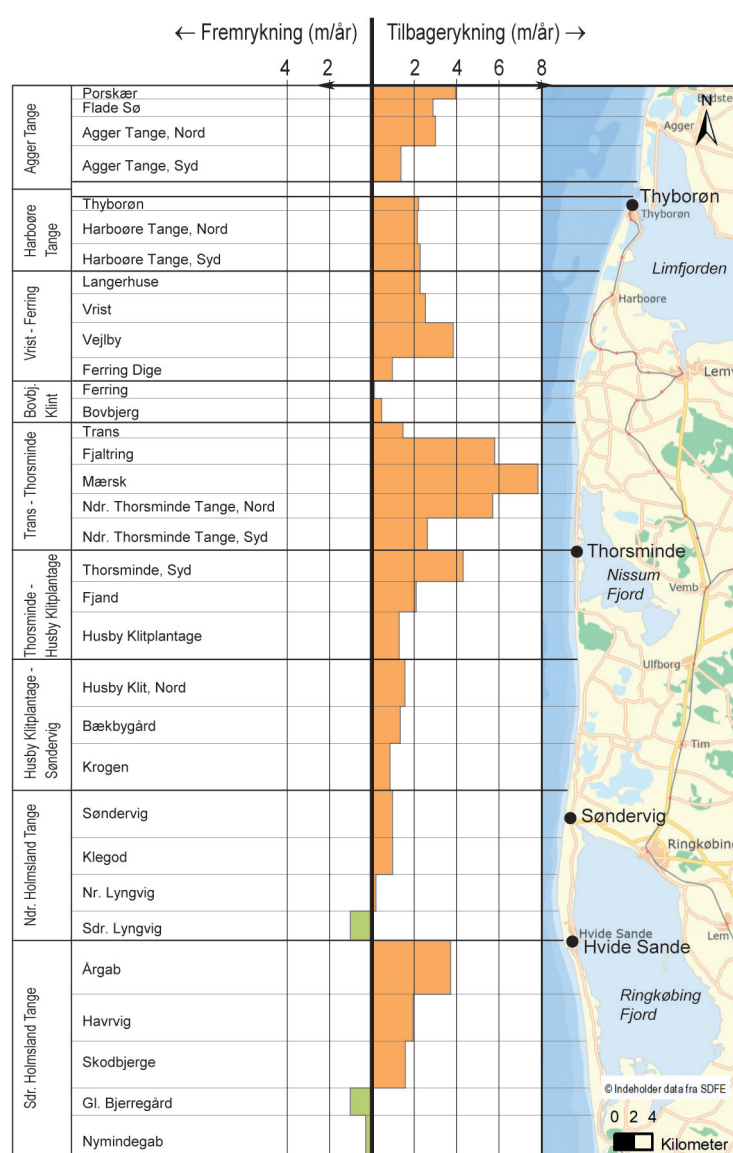 ← Fremrykning (m/år)
Tilbagerykning (m/år) →
4 2 2 4 6 8
Agger Tange
Porskær
Flade Sø
Agger Tange, Nord
Agger Tange, Syd
Harboøre
Tange
Thyborøn
Harboøre Tange, Nord
Harboøre Tange, Syd
Vrist - Ferring
Langerhuse
Vrist
Vejlby
Ferring Dige
Bovbj.
Klint
Ferring
Bovbjerg
Trans - Thorsminde
Trans
Fjaltring
Mærsk
Ndr. Thorsminde Tange, Nord
Ndr. Thorsminde Tange, Syd
Thorsminde -
Husby Klitplantage
Thorsminde, Syd
Fjand
Husby Klitplantage
Husby Klitplantage -
Søndervig
Husby Klit, Nord
Bækbygård
Krogen
Ndr. Holmsland Tange
Søndervig
Klegod
Nr. Lyngvig
Sdr. Lyngvig
Sdr. Holmsland Tange
Årgab
Havrvig
Skodbjerge
Gl. Bjerregård
Nymindegab
N
Agger
Thyborøn
Thyborøn
Limfjorden
Harboøre
Lemv
Thorsminde
Nissum
Fjord
Vemb
Ulfborg
Tim
Søndervig
Ringkøbing
Hvide Sande
Hvide Sande
Lem
Ringkøbing
Fjord
© Indeholder data fra SDFE
0 2 4
Kilometer